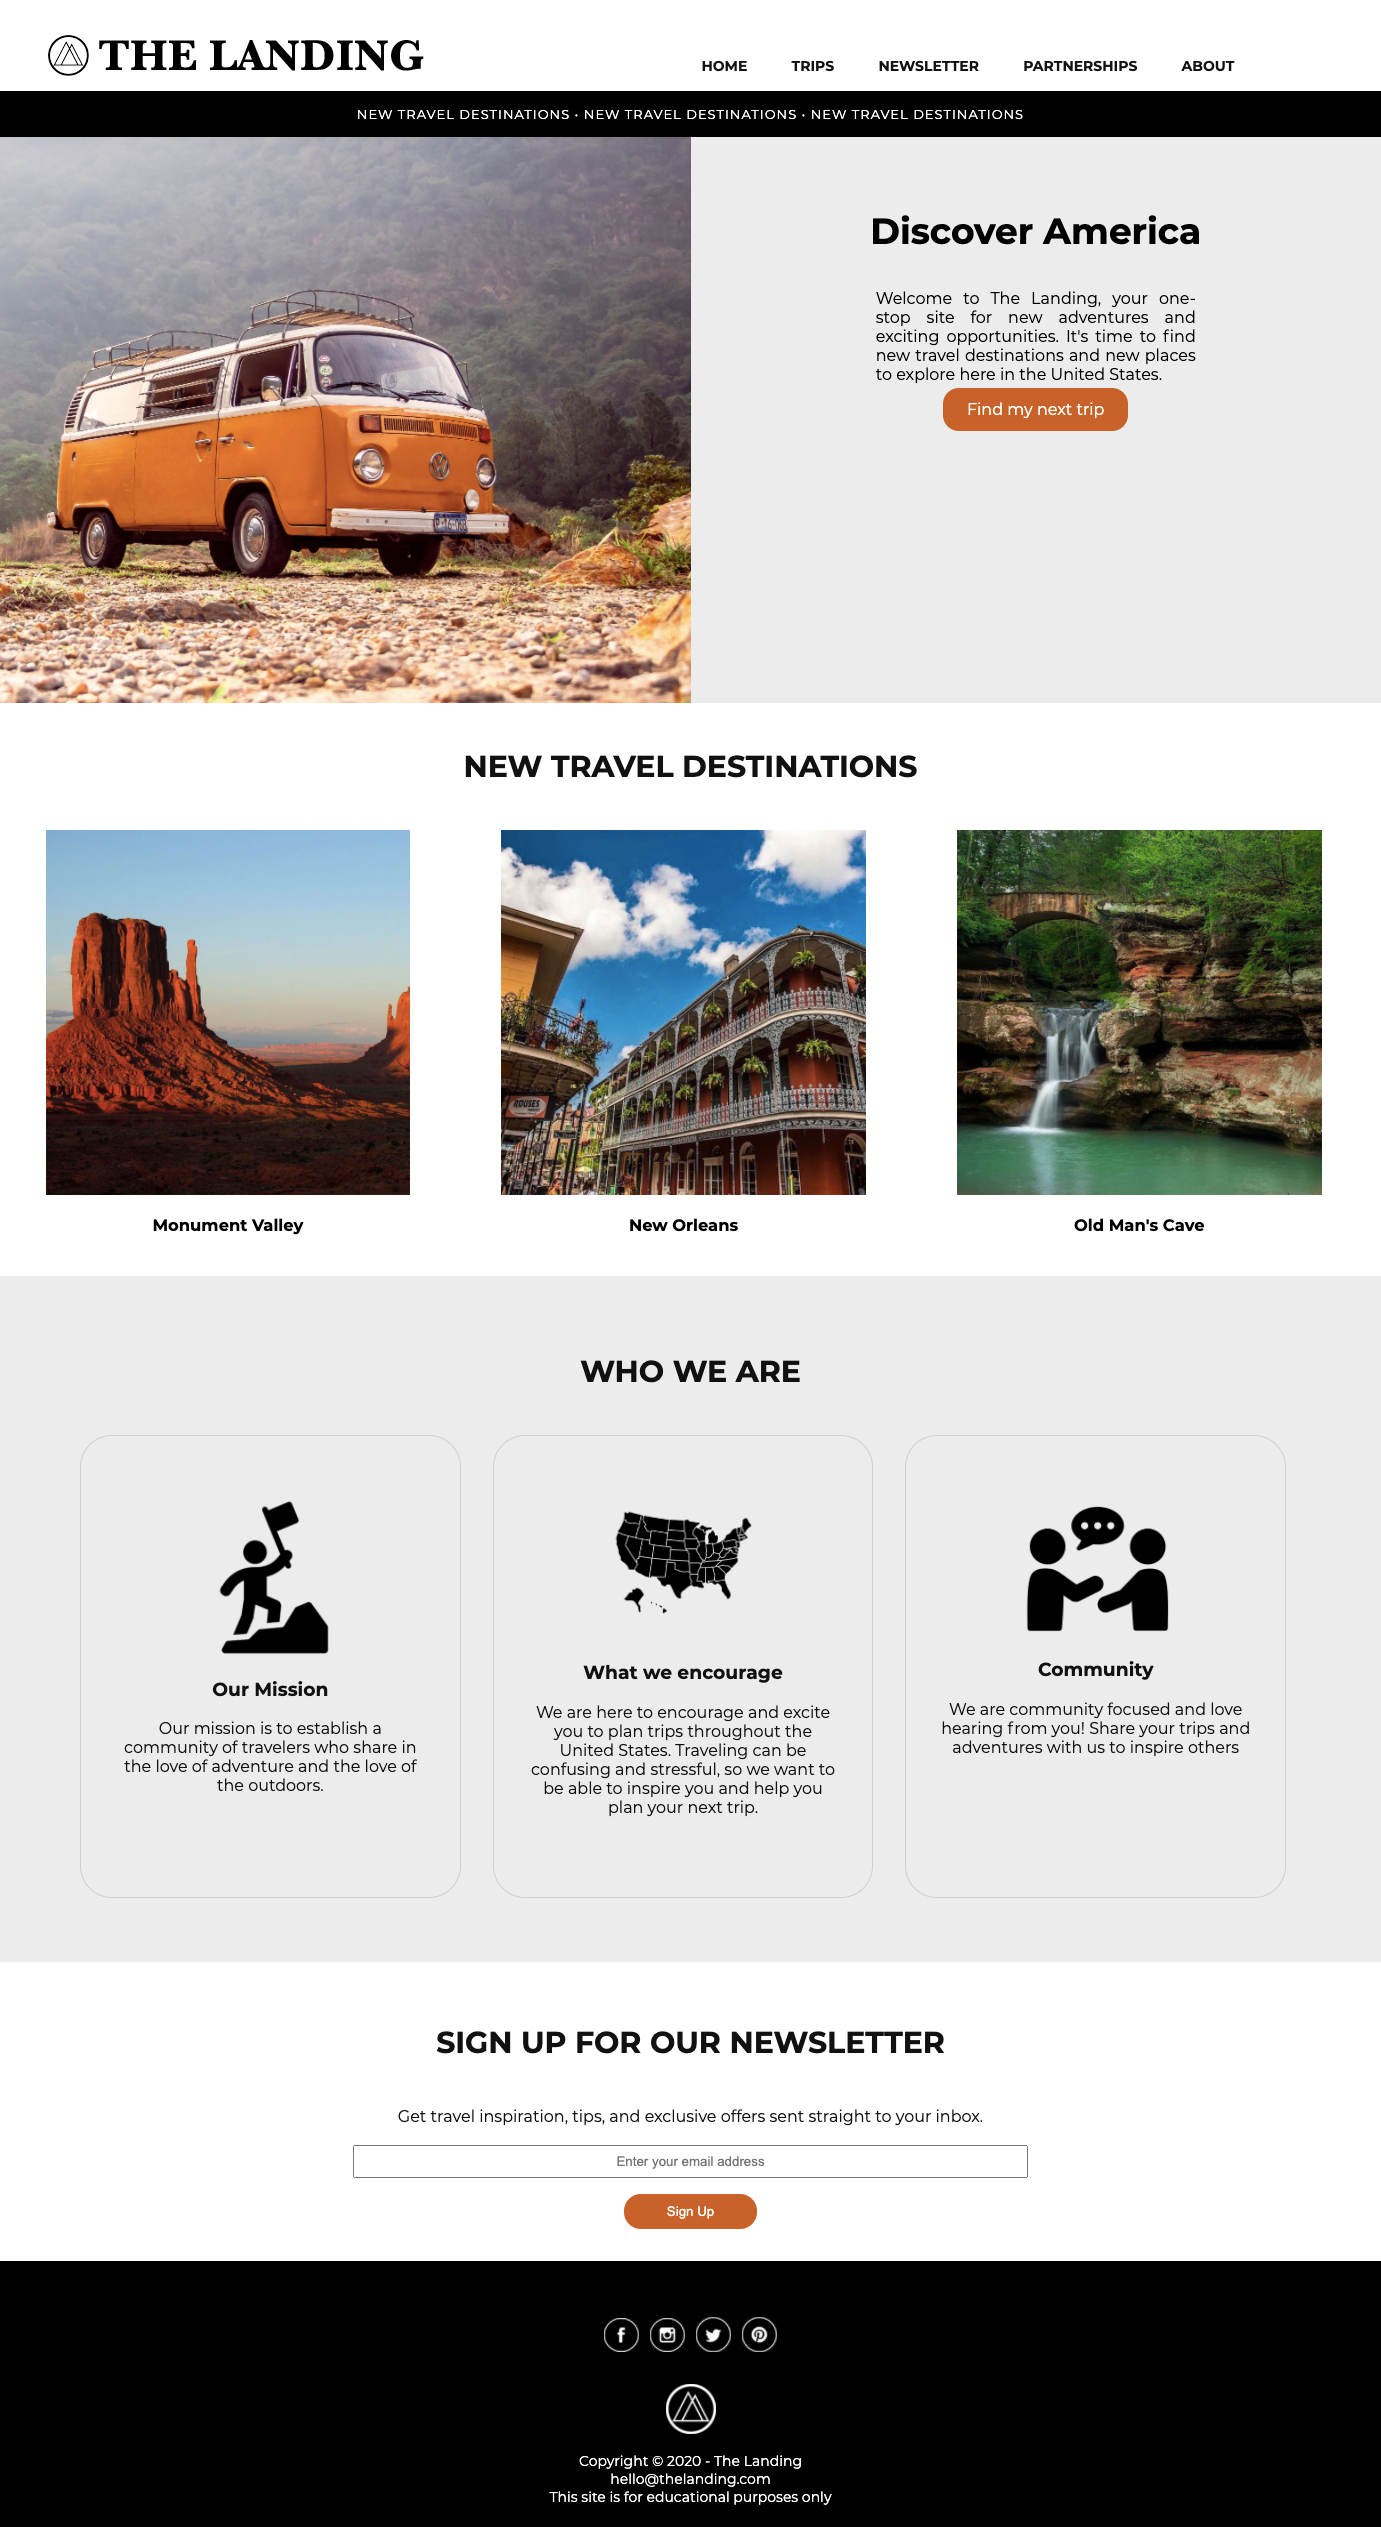 THE LANDING
HOME TRIPS NEWSLETTER PARTNERSHIPS ABOUT
NEW TRAVEL DESTINATIONS • NEW TRAVEL DESTINATIONS • NEW TRAVEL DESTINATIONS
Discover America
Welcome to The Landing, your one-
stop site for new adventures and
exciting opportunities. It's time to find
new travel destinations and new places
to explore here in the United States.
Find my next trip
NEW TRAVEL DESTINATIONS
ROUSES
Monument Valley
New Orleans
Old Man's Cave
WHO WE ARE
Our Mission
Our mission is to establish a
community of travelers who share in
the love of adventure and the love of
the outdoors.
What we encourage
We are here to encourage and excite
you to plan trips throughout the
United States. Traveling can be
confusing and stressful, so we want to
be able to inspire you and help you
plan your next trip.
Community
We are community focused and love
hearing from you! Share your trips and
adventures with us to inspire others
SIGN UP FOR OUR NEWSLETTER
Get travel inspiration, tips, and exclusive offers sent straight to your inbox.
Enter your email address
Sign Up
Copyright © 2020 - The Landing
hello@thelanding.com
This site is for educational purposes only